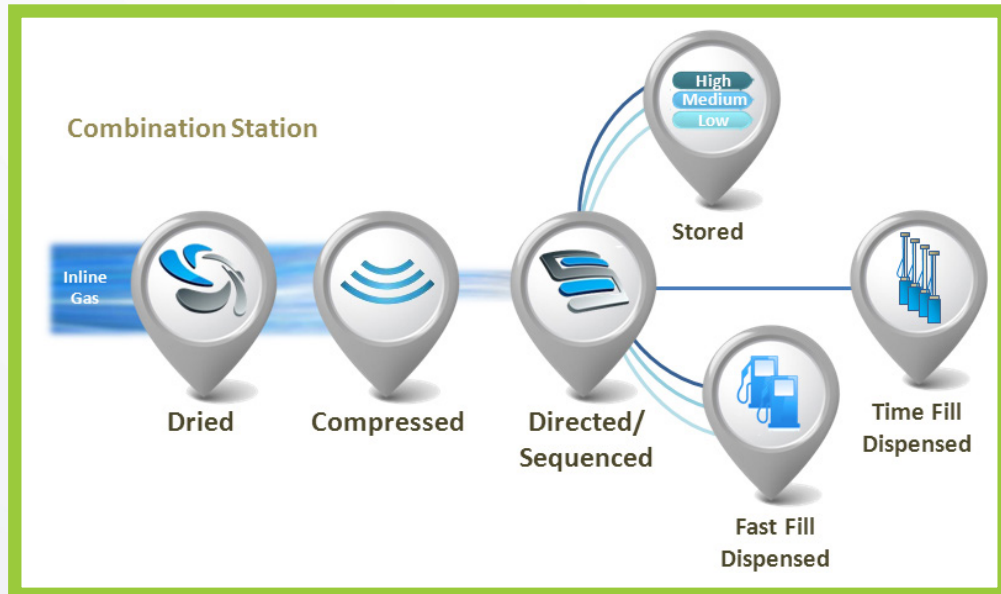 Combination Station
High
Medium
Low
Stored
Inline
Gas
Dried
Compressed
Directed/
Sequenced
Time Fill
Dispensed
Fast Fill
Dispensed